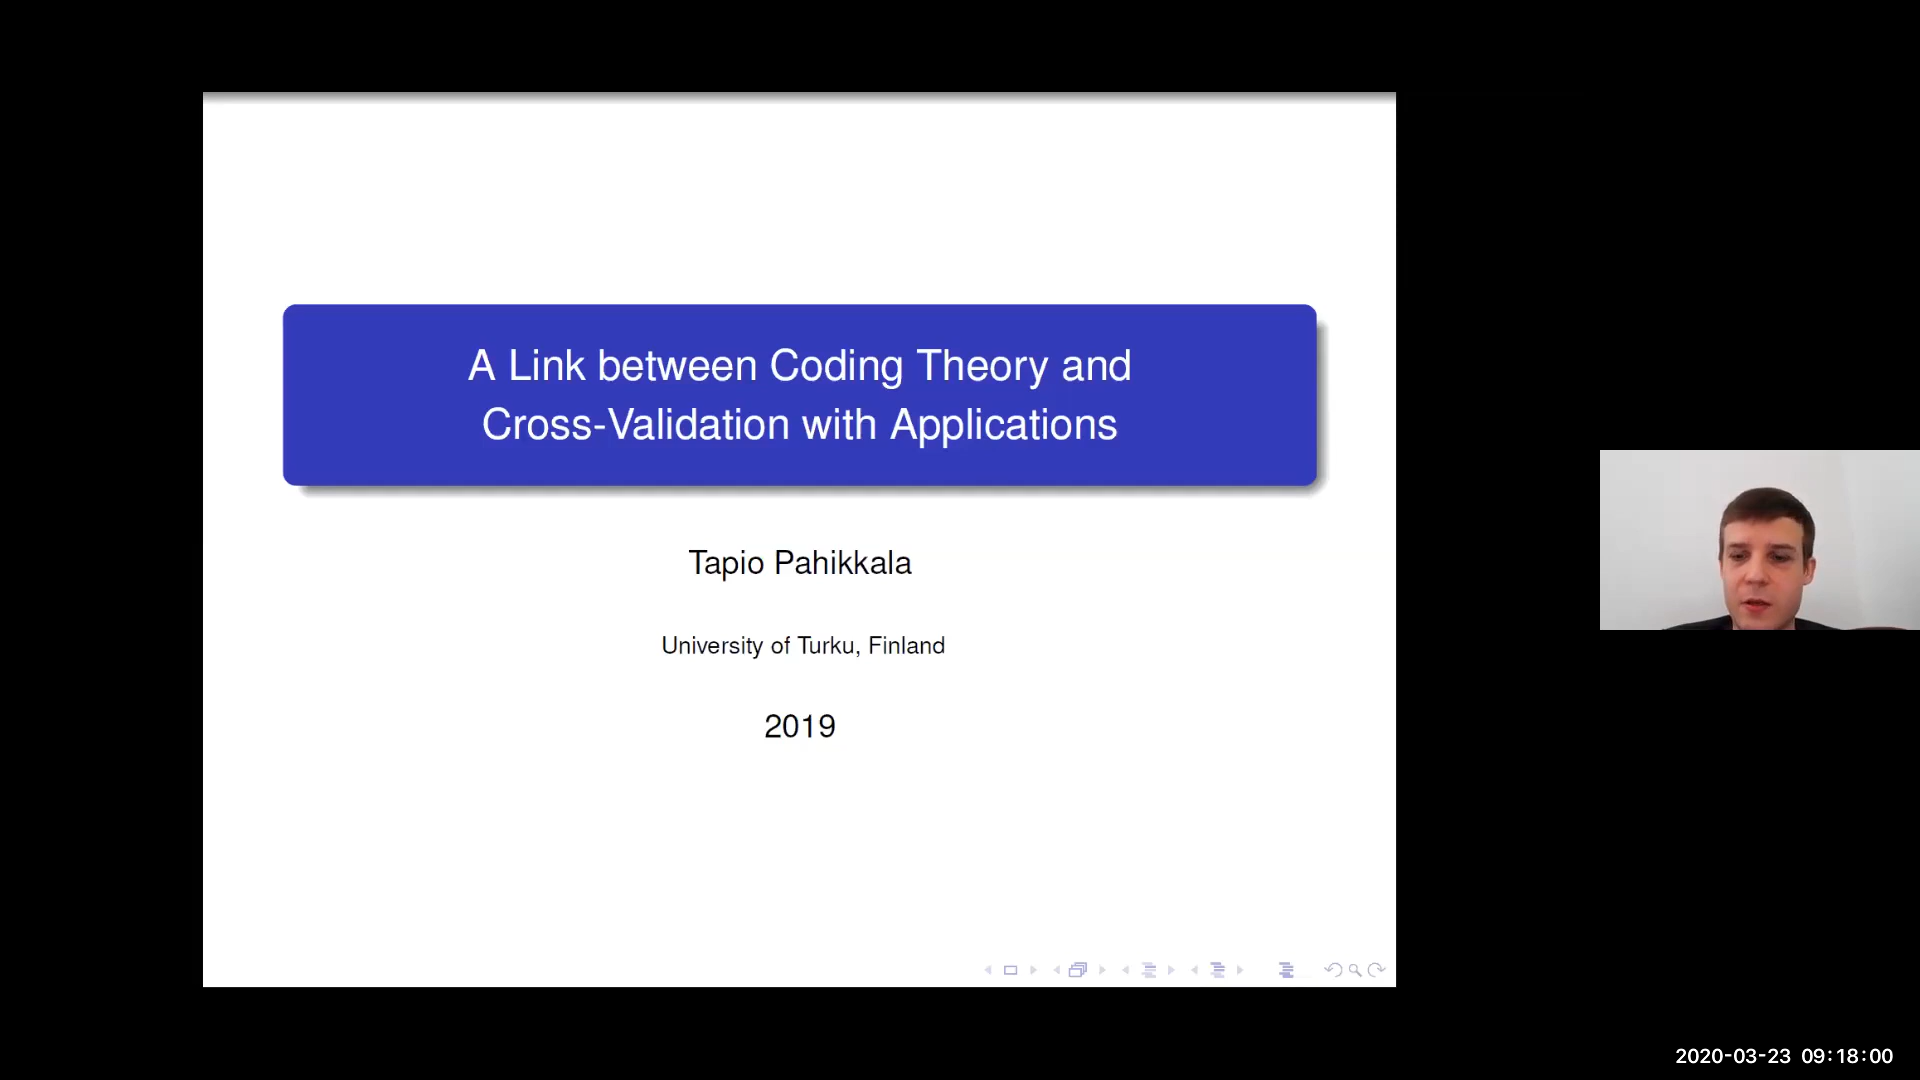 A Link between Coding Theory and
Cross-Validation with Applications
Tapio Pahikkala
University of Turku, Finland
2019
2020-03-23 09:18:00